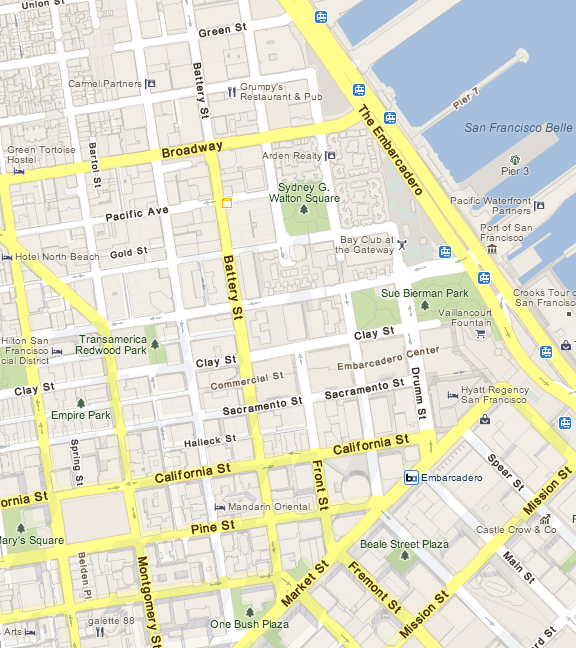 Union St
Green St
Battery St
Carmel Partners
Grumpy's
Restaurant & Pub
Pier 7
The Embarcadero
San Francisco Belle
Broadway
Green Tortoise
Hostel
Bartol St
Arden Realty
Pier 3
Sydney G.
Walton Square
Pacific Waterfront
Partners
Pacific Ave
Port of San
Francisco
Bay Club at
the Gateway
Gold St
Hotel North Beach
Battery St
Sue Bierman Park
Crooks Tour o
San Francisco
Vaillancourt
Fountain
Hilton San
Francisco
cial District
Transamerica
Redwood Park
Clay St
Clay St
Embarcadero Center
Clay St
Commercial St
Sacramento St
Sacramento St
Drumm St
Hyatt Regency
San Francisco
Empire Park
Halleck St
Spring St
California St
California St
ornia St
Front St
Embarcadero
Spear St
Mission St
Mandarin Oriental
Pine St
Castle Crow & Co
Mary's Square
Beale Street Plaza
Main St
Belden Pl
Montgomery St
Market St
Fremont St
Mission St
galette 88
Arts
One Bush Plaza
rd St